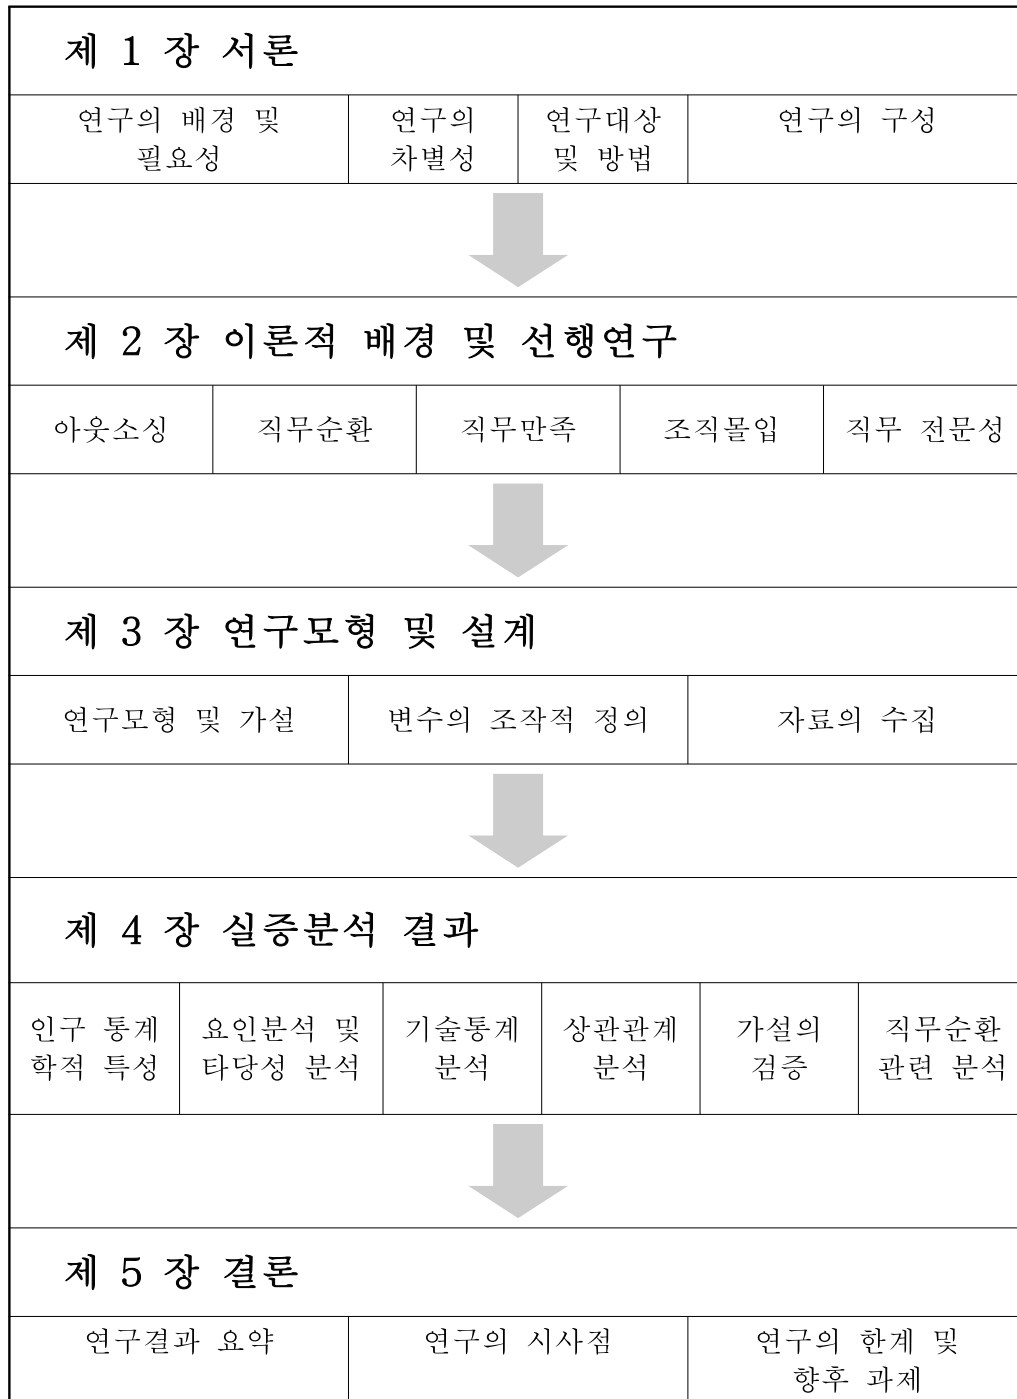 제 1 장 서론
연구의 배경 및
필요성
연구의
차별성
연구대상
및 방법
연구의 구성
제 2 장 이론적 배경 및 선행연구
아웃소싱
직무순환
직무만족
조직몰입
직무 전문성
제 3 장 연구모형 및 설계
연구모형 및 가설
변수의 조작적 정의
자료의 수집
제 4 장 실증분석 결과
인구 통계
학적 특성
요인분석 및
타당성 분석
기술통계
분석
상관관계
분석
가설의
검증
직무순환
관련 분석
제 5 장 결론
연구결과 요약
연구의 시사점
연구의 한계 및
향후 과제